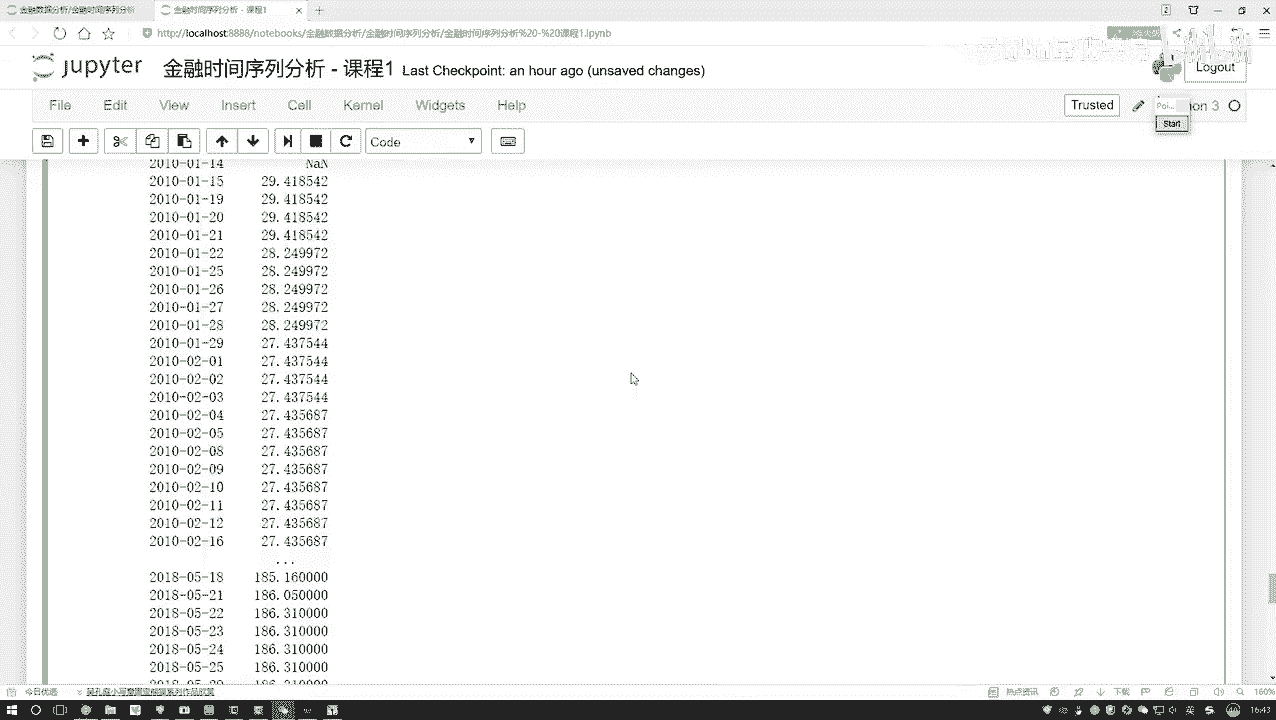 金融数据分析/金融时间序列分析
金融时间序列分析 - 课程1
http://localhost:8888/notebooks/金融数据分析/金融时间序列分析/金融时间序列分析%20-%20课程1.ipynb
jupyter 金融时间序列分析 - 课程1 Last Checkpoint: an hour ago (unsaved changes)
Logout
File Edit View Insert Cell Kernel Widgets Help
Trusted
on 3
Start
Code
2010-01-14 NaN
2010-01-15 29.418542
2010-01-19 29.418542
2010-01-20 29.418542
2010-01-21 29.418542
2010-01-22 28.249972
2010-01-25 28.249972
2010-01-26 28.249972
2010-01-27 28.249972
2010-01-28 28.249972
2010-01-29 27.437544
2010-02-01 27.437544
2010-02-02 27.437544
2010-02-03 27.437544
2010-02-04 27.435687
2010-02-05 27.435687
2010-02-08 27.435687
2010-02-09 27.435687
2010-02-10 27.435687
2010-02-11 27.435687
2010-02-12 27.435687
2010-02-16 27.435687
...
2018-05-18 185.160000
2018-05-21 186.050000
2018-05-22 186.310000
2018-05-23 186.310000
2018-05-24 186.310000
2018-05-25 186.310000
今日优选
热点资讯
下载
160%